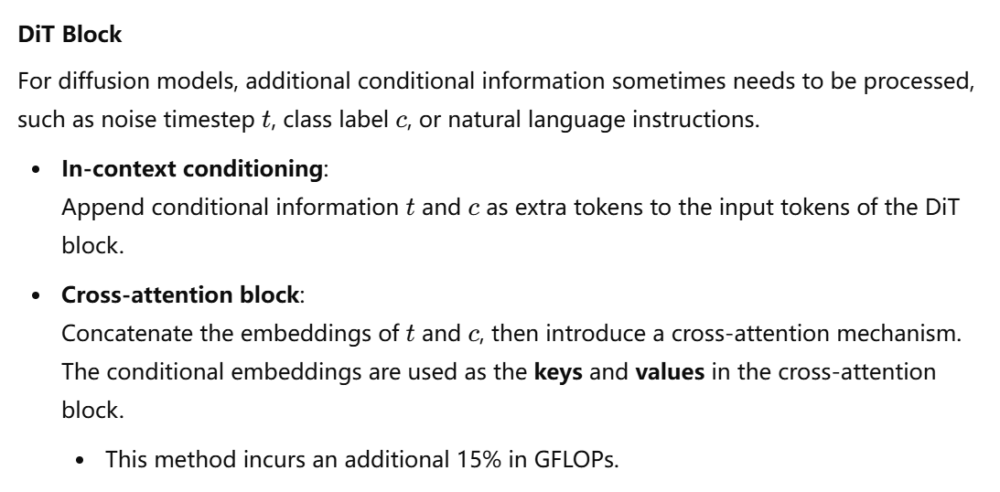 DiT Block
For diffusion models, additional conditional information sometimes needs to be processed,
such as noise timestep t, class label c, or natural language instructions.
• In-context conditioning:
Append conditional information t and c as extra tokens to the input tokens of the DiT
block.
• Cross-attention block:
Concatenate the embeddings of t and c, then introduce a cross-attention mechanism.
The conditional embeddings are used as the keys and values in the cross-attention
block.
• This method incurs an additional 15% in GFLOPs.